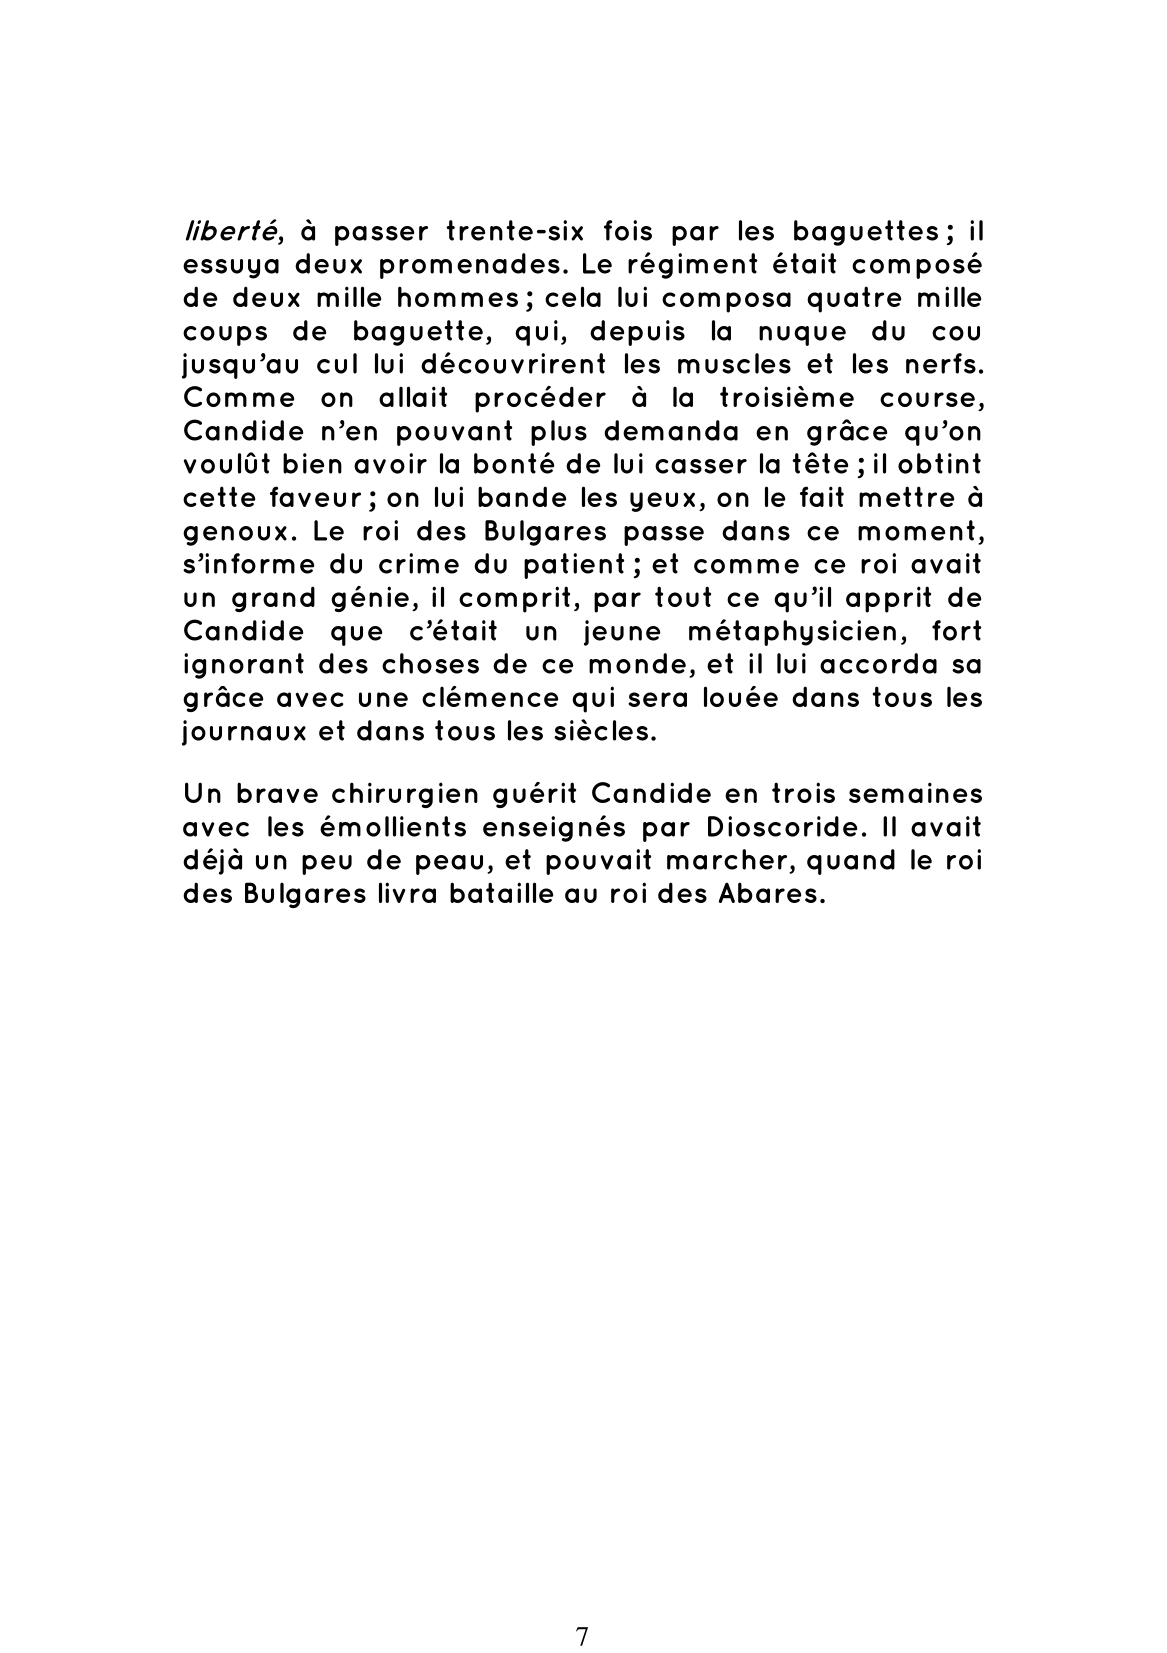 liberté, à passer trente-six fois par les baguettes ; il
essuya deux promenades. Le régiment était composé
de deux mille hommes ; cela lui composa quatre mille
coups de baguette, qui, depuis la nuque du cou
jusqu’au cul lui découvrirent les muscles et les nerfs.
Comme on allait procéder à la troisième course,
Candide n’en pouvant plus demanda en grâce qu’on
voulût bien avoir la bonté de lui casser la tête ; il obtint
cette faveur ; on lui bande les yeux, on le fait mettre à
genoux. Le roi des Bulgares passe dans ce moment,
s’informe du crime du patient ; et comme ce roi avait
un grand génie, il comprit, par tout ce qu’il apprit de
Candide que c’était un jeune métaphysicien, fort
ignorant des choses de ce monde, et il lui accorda sa
grâce avec une clémence qui sera louée dans tous les
journaux et dans tous les siècles.
Un brave chirurgien guérit Candide en trois semaines
avec les émollients enseignés par Dioscoride. Il avait
déjà un peu de peau, et pouvait marcher, quand le roi
des Bulgares livra bataille au roi des Abares.
7